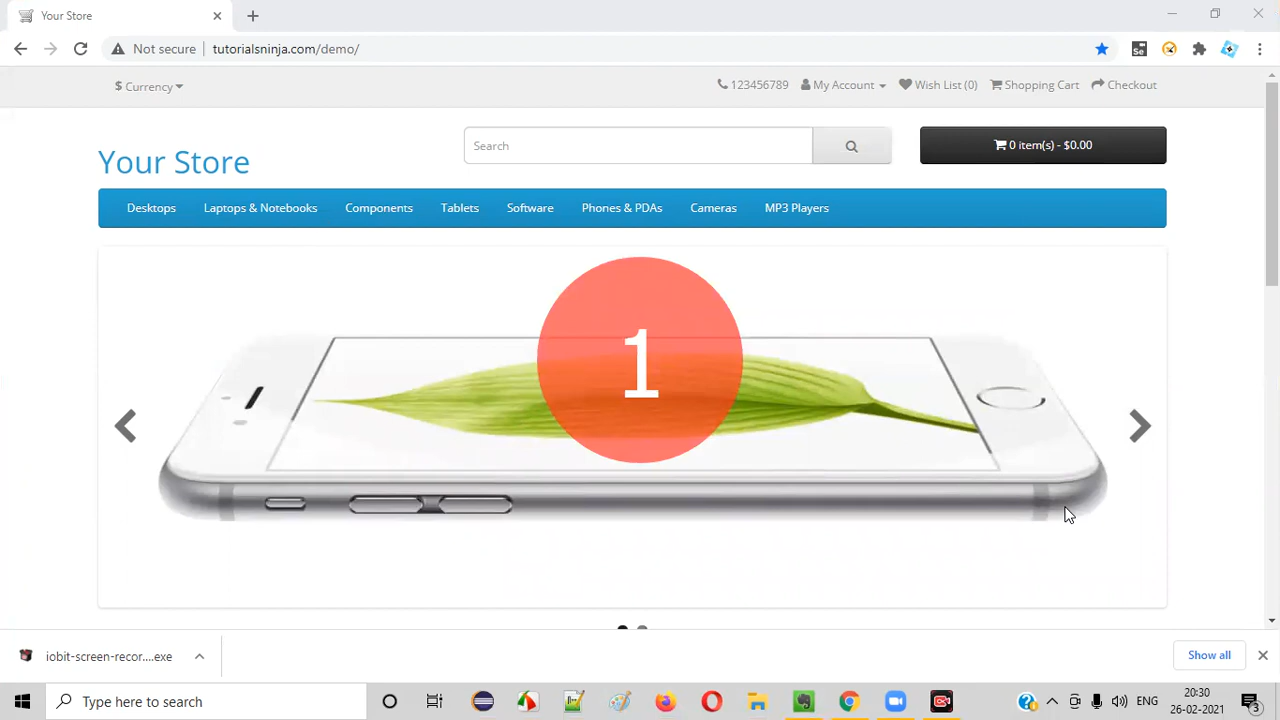 Your Store
Not secure
tutorialsninja.com/demo/
Se
$ Currency
123456789
My Account
Wish List (0)
Shopping Cart
Checkout
Your Store
Search
0 item(s) - $0.00
Desktops
Laptops & Notebooks
Components
Tablets
Software
Phones & PDAs
Cameras
MP3 Players
1
iobit-screen-recor....exe
Show all
Type here to search
ENG
20:30
26-02-2021
3